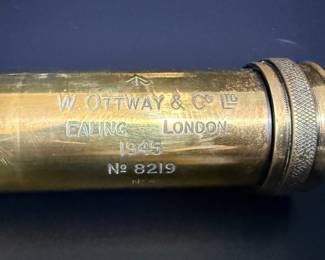 W. OTTWAY & Co LTD
EALING LONDON
1945
No 8219